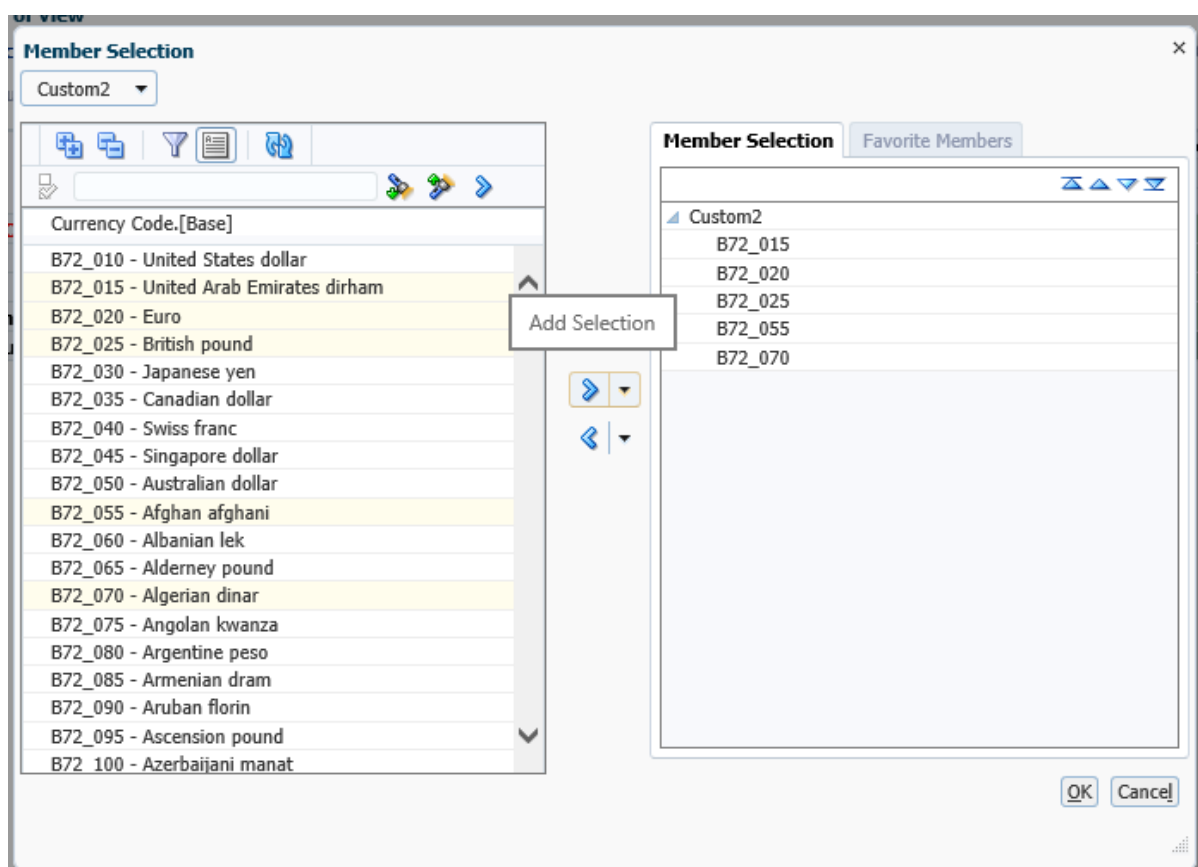 of View
Member Selection
×
Custom2
Member Selection
Favorite Members
Currency Code.[Base]
B72_010 - United States dollar
B72_015 - United Arab Emirates dirham
B72_020 - Euro
B72_025 - British pound
B72_030 - Japanese yen
B72_035 - Canadian dollar
B72_040 - Swiss franc
B72_045 - Singapore dollar
B72_050 - Australian dollar
B72_055 - Afghan afghani
B72_060 - Albanian lek
B72_065 - Alderney pound
B72_070 - Algerian dinar
B72_075 - Angolan kwanza
B72_080 - Argentine peso
B72_085 - Armenian dram
B72_090 - Aruban florin
B72_095 - Ascension pound
B72_100 - Azerbaijani manat
Add Selection
Custom2
B72_015
B72_020
B72_025
B72_055
B72_070
OK
Cancel